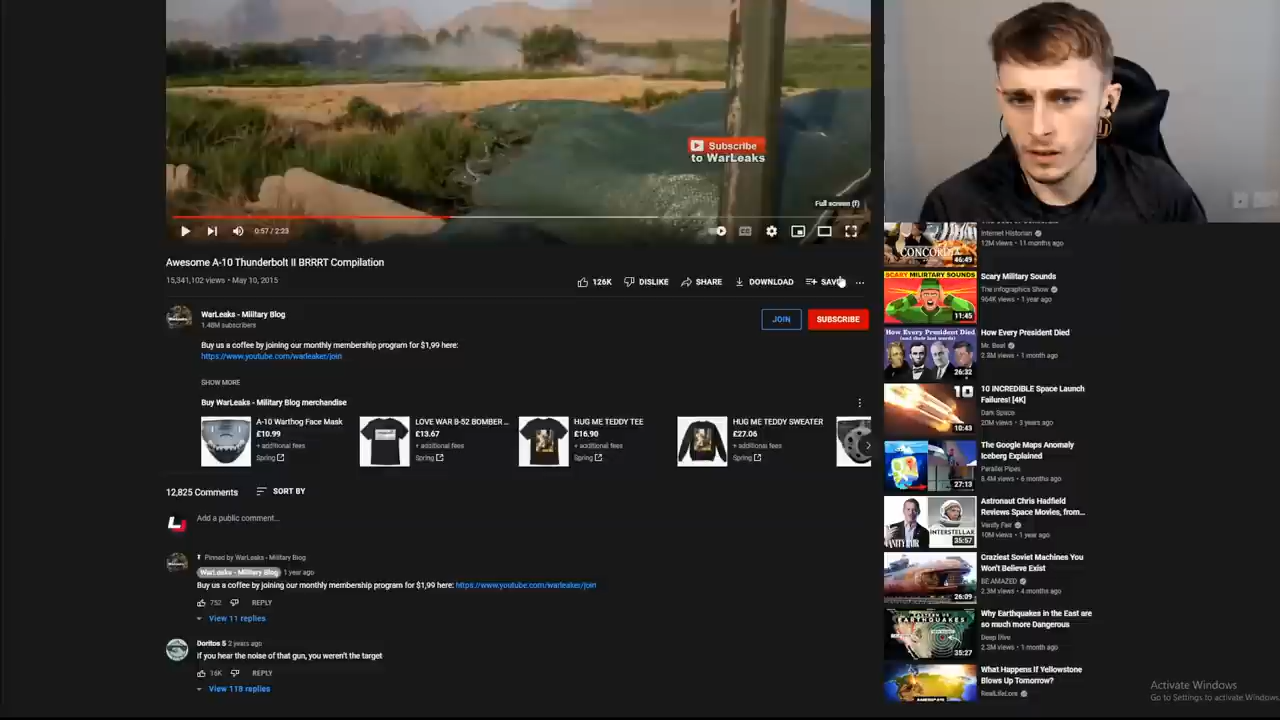 Subscribe
to WarLeaks
Full screen (f)
0:57 / 2:23
Awesome A-10 Thunderbolt II BRRRT Compilation
15,341,102 views • May 10, 2015
126K
DISLIKE
SHARE
DOWNLOAD
SAVE
WarLeaks - Military Blog
1.48M subscribers
JOIN
SUBSCRIBE
Buy us a coffee by joining our monthly membership program for $1,99 here:
https://www.youtube.com/warleaker/join
SHOW MORE
Buy WarLeaks - Military Blog merchandise
A-10 Warthog Face Mask
£10.99
+ additional fees
Spring
LOVE WAR B-52 BOMBER ...
£13.67
+ additional fees
Spring
HUG ME TEDDY TEE
£16.90
+ additional fees
Spring
HUG ME TEDDY SWEATER
£27.06
+ additional fees
Spring
12,825 Comments
SORT BY
Add a public comment...
Pinned by WarLeaks - Military Blog
WarLeaks - Military Blog 1 year ago
Buy us a coffee by joining our monthly membership program for $1,99 here: https://www.youtube.com/warleaker/join
752
REPLY
View 11 replies
Doritos 5 2 years ago
If you hear the noise of that gun, you weren't the target
16K
REPLY
View 118 replies
CONCORDIA
46:49
Internet Historian
12M views • 11 months ago
SCARY MILITARY SOUNDS
11:45
Scary Military Sounds
The Infographics Show
964K views • 1 year ago
How Every President Died
26:32
How Every President Died
Mr. Beat
2.8M views • 1 month ago
10
10:43
10 INCREDIBLE Space Launch
Failures! [4K]
Dark Space
20M views • 3 years ago
27:13
The Google Maps Anomaly
Iceberg Explained
Parallel Pipes
8.4M views • 6 months ago
VANITY FAIR
INTERSTELLAR
35:57
Astronaut Chris Hadfield
Reviews Space Movies, from...
Vanity Fair
10M views • 1 year ago
26:09
Craziest Soviet Machines You
Won't Believe Exist
BE AMAZED
2.3M views • 4 months ago
EARTHQUAKES
35:27
Why Earthquakes in the East are
so much more Dangerous
Deep Dive
2.3M views • 1 month ago
What Happens If Yellowstone
Blows Up Tomorrow?
RealLifeLore
Activate Windows
Go to Settings to activate Windows.